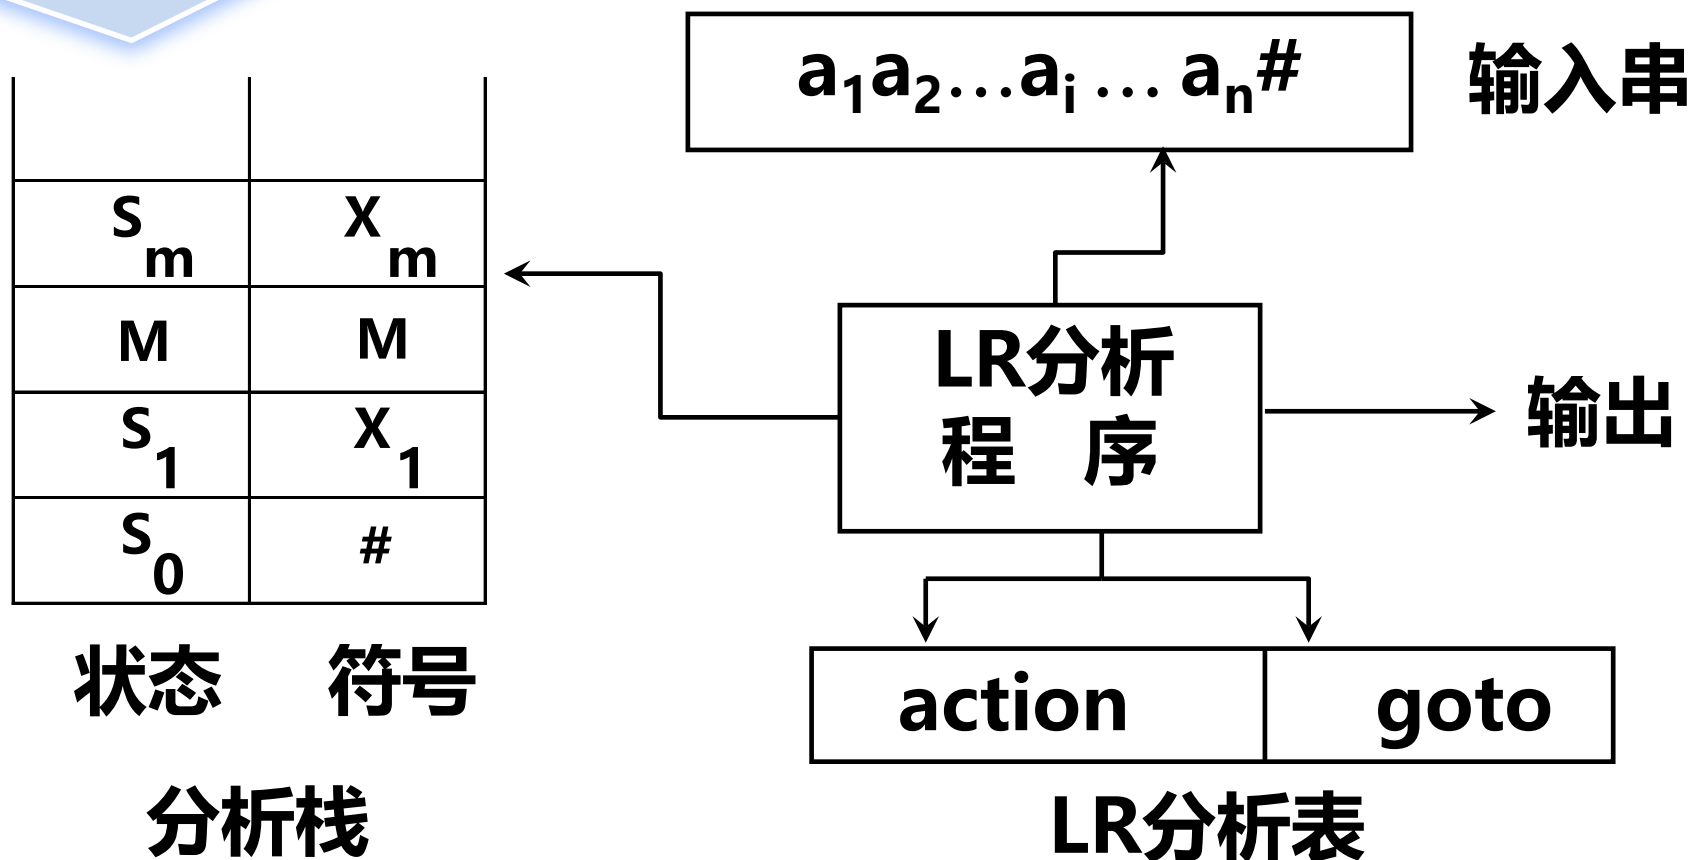 a₁a₂…aᵢ … aₙ# 输入串
Sₘ Xₘ
M M
S₁ X₁
S₀ #
状态 符号
分析栈
LR分析
程 序
输出
action goto
LR分析表